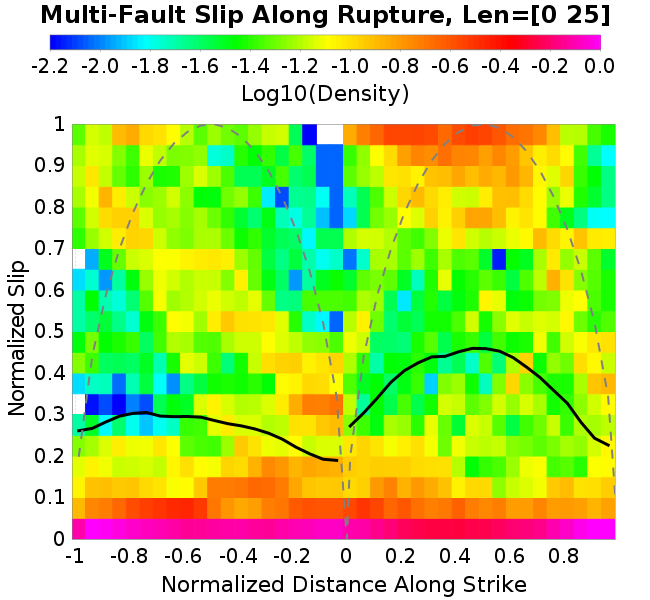 Multi-Fault Slip Along Rupture, Len=[0 25]
-2.2 -2.0 -1.8 -1.6 -1.4 -1.2 -1.0 -0.8 -0.6 -0.4 -0.2 0.0
Log10(Density)
1
0.9
0.8
0.7
0.6
0.5
0.4
0.3
0.2
0.1
0
Normalized Slip
-1 -0.8 -0.6 -0.4 -0.2 0 0.2 0.4 0.6 0.8
Normalized Distance Along Strike